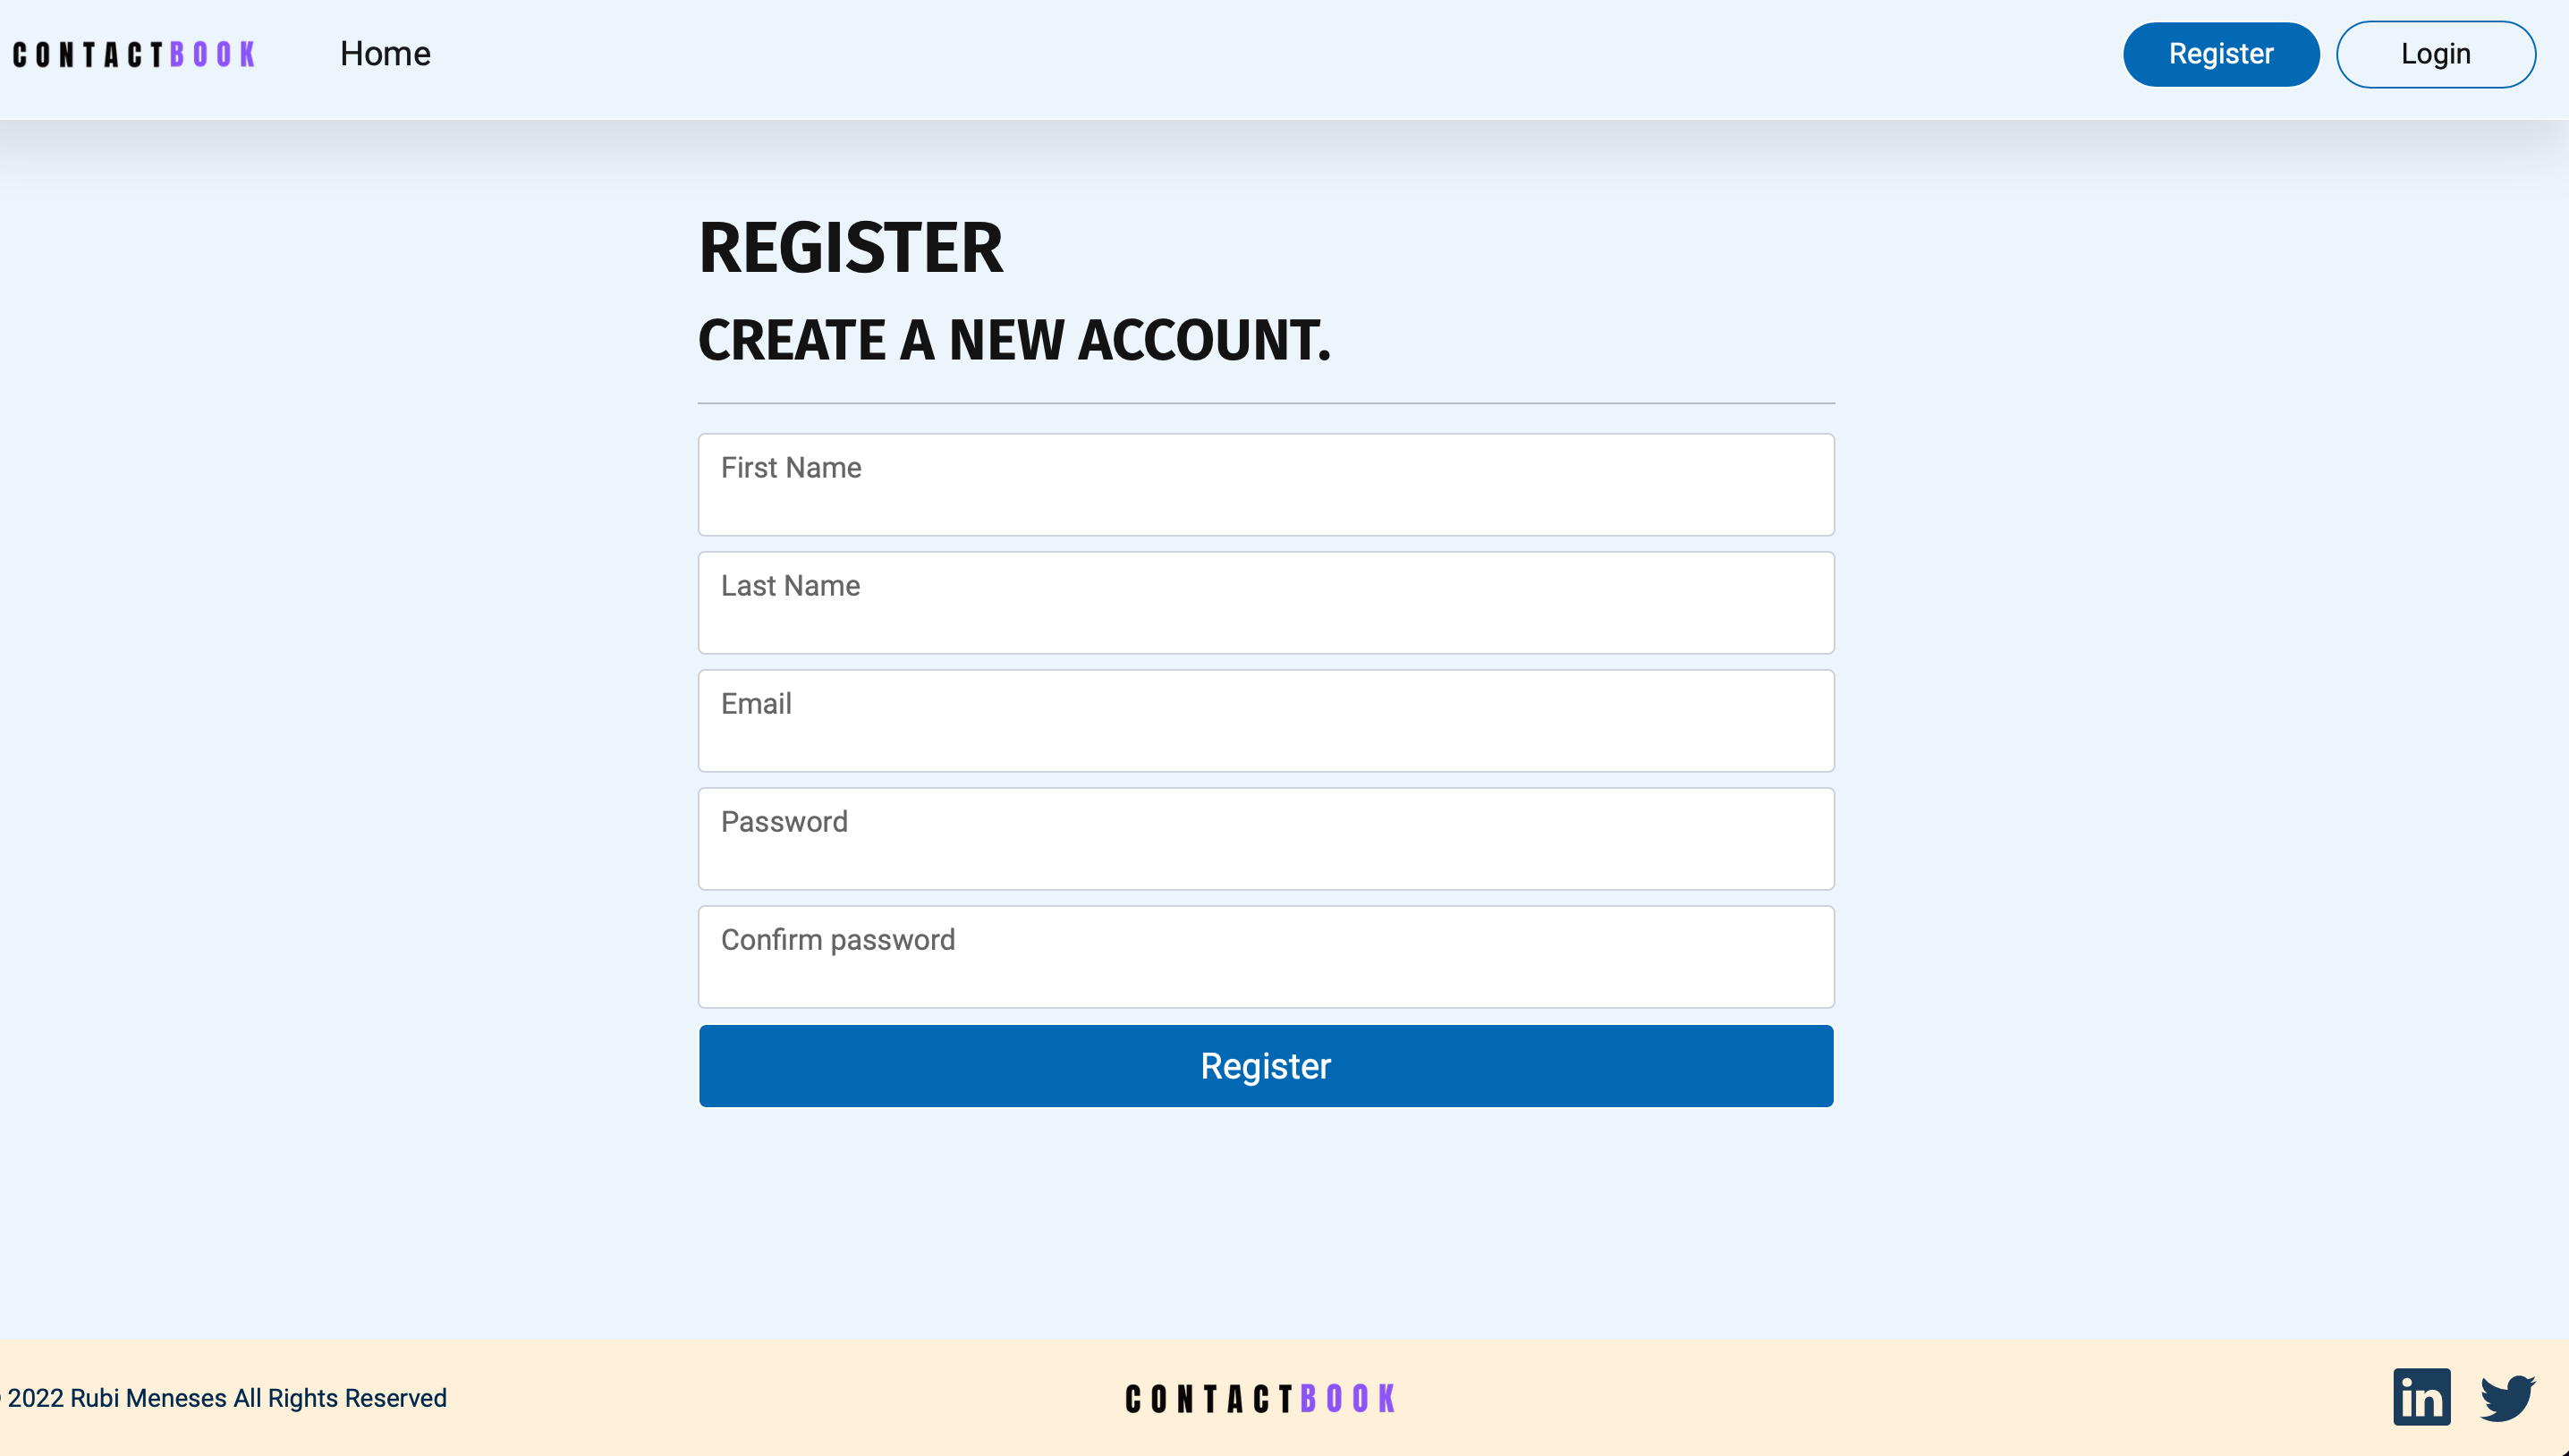 CONTACTBOOK Home Register Login
REGISTER
CREATE A NEW ACCOUNT.
First Name
Last Name
Email
Password
Confirm password
Register
2022 Rubi Meneses All Rights Reserved CONTACTBOOK in